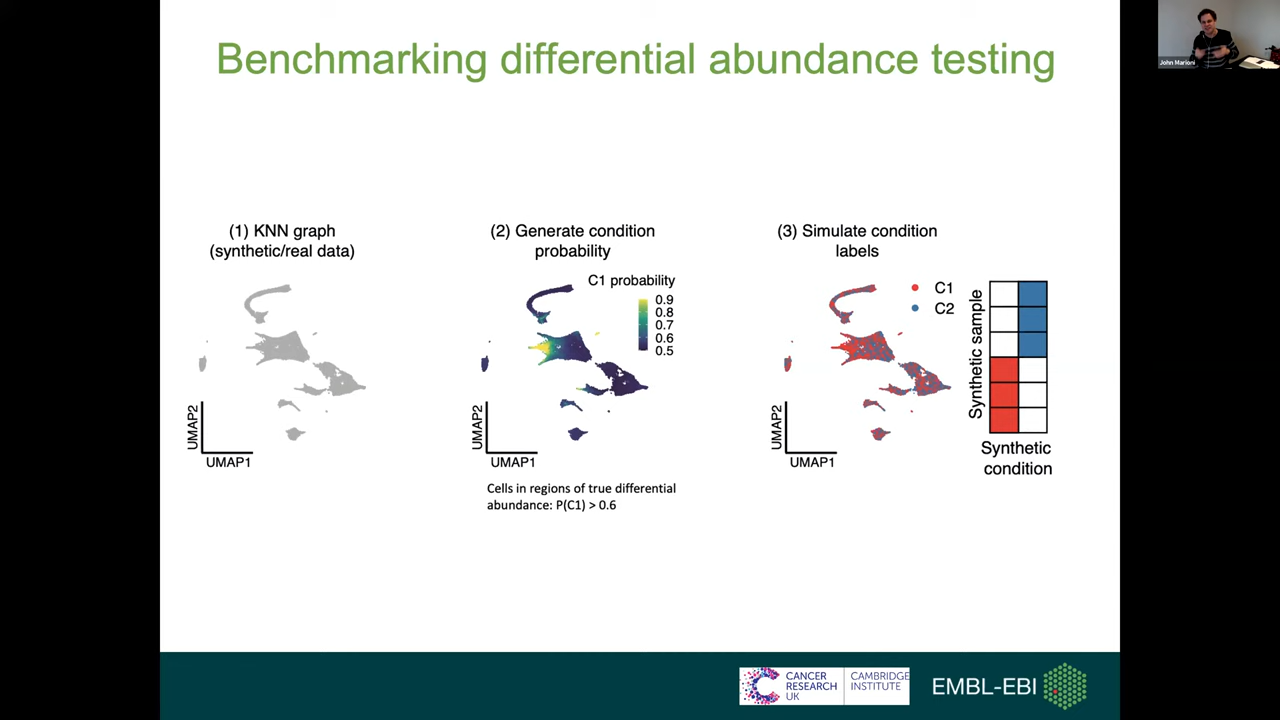 Benchmarking differential abundance testing
John Marioni
(1) KNN graph
(synthetic/real data)
UMAP2
UMAP1
(2) Generate condition
probability
C1 probability
0.9
0.8
0.7
0.6
0.5
UMAP2
UMAP1
Cells in regions of true differential
abundance: P(C1) > 0.6
(3) Simulate condition
labels
C1
C2
UMAP2
UMAP1
Synthetic sample
Synthetic
condition
CANCER
RESEARCH
UK
CAMBRIDGE
INSTITUTE
EMBL-EBI